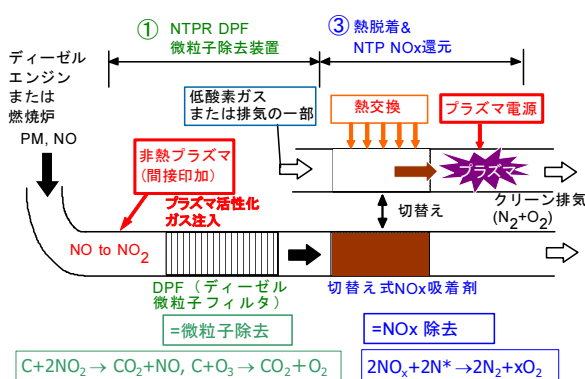 ① NTPR DPF
微粒子除去装置
③ 熱脱着&
NTP NOx還元
ディーゼル
エンジン
または
燃焼炉
PM, NO
低酸素ガス
または排気の一部
熱交換
プラズマ電源
非熱プラズマ
(間接印加)
プラズマ活性化
ガス注入
プラズマ
クリーン排気
(N₂+O₂)
切替え
NO to NO₂
DPF（ディーゼル
微粒子フィルタ）
切替え式NOx吸着剤
=微粒子除去
=NOx 除去
C+2NO₂→ CO₂+NO, C+O₃→ CO₂+O₂
2NOₓ+2N* →2N₂+xO₂